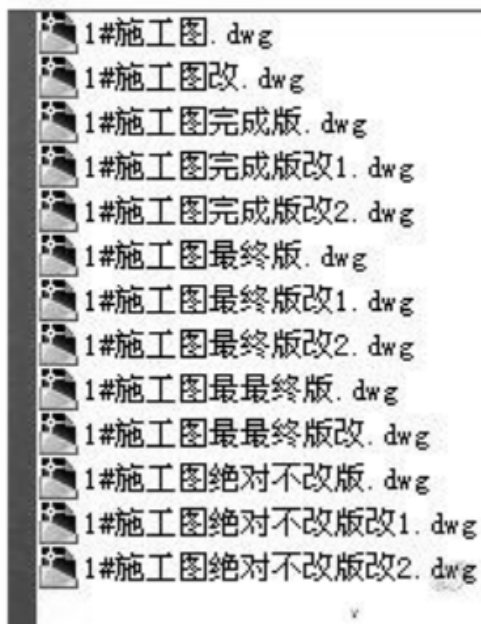 1#施工图.dwg
1#施工图改.dwg
1#施工图完成版.dwg
1#施工图完成版改1.dwg
1#施工图完成版改2.dwg
1#施工图最终版.dwg
1#施工图最终版改1.dwg
1#施工图最终版改2.dwg
1#施工图最最终版.dwg
1#施工图最最终版改.dwg
1#施工图绝对不改版.dwg
1#施工图绝对不改版改1.dwg
1#施工图绝对不改版改2.dwg